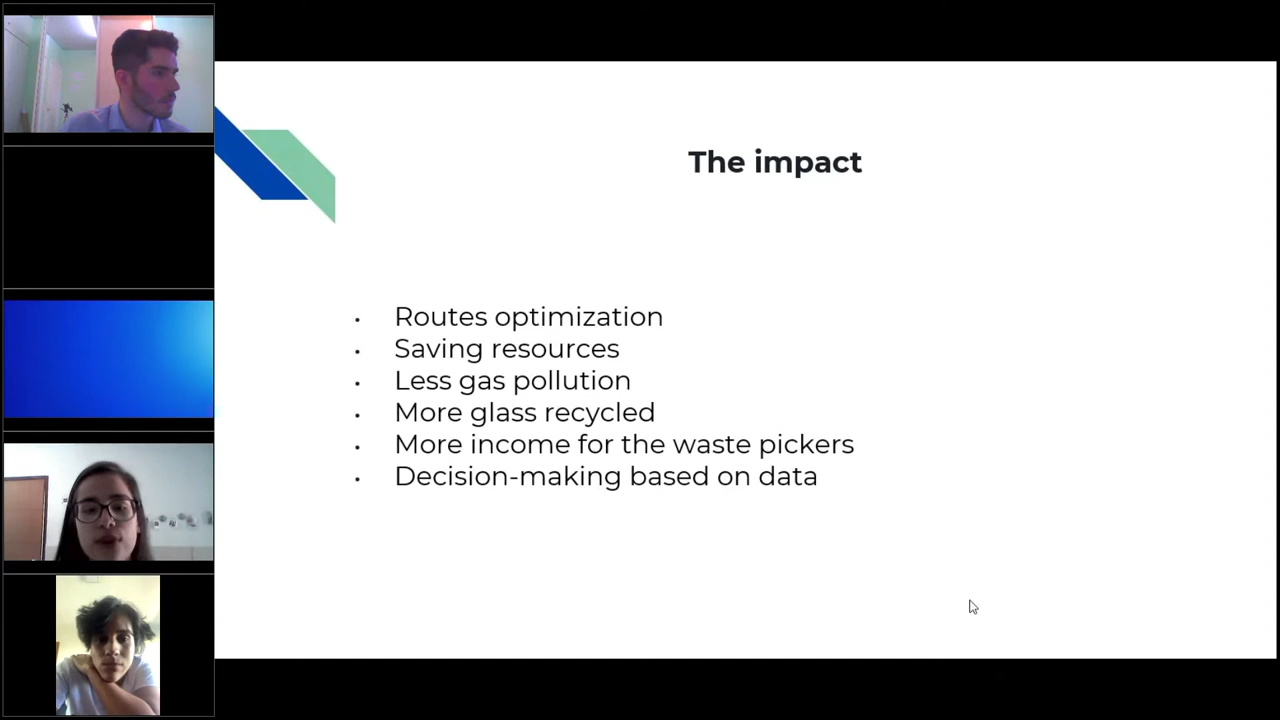 The impact
• Routes optimization
• Saving resources
• Less gas pollution
• More glass recycled
• More income for the waste pickers
• Decision-making based on data